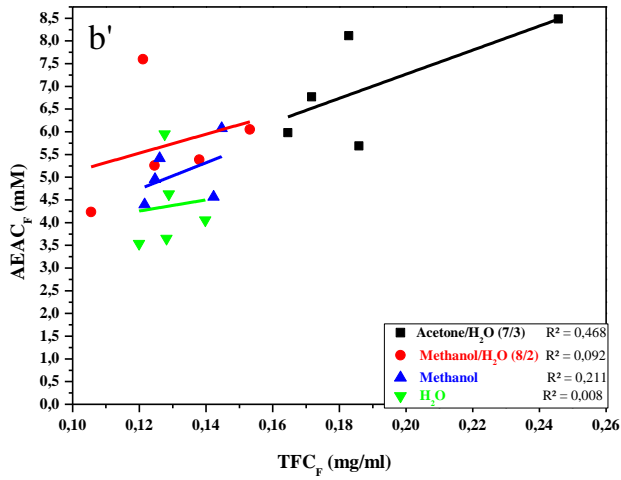 b'
8,5
8,0
7,5
7,0
6,5
6,0
5,5
5,0
4,5
4,0
3,5
3,0
2,5
2,0
1,5
1,0
0,5
0,0
AEAC_F (mM)
Acetone/H₂O (7/3) R² = 0,468
Methanol/H₂O (8/2) R² = 0,092
Methanol R² = 0,211
H₂O R² = 0,008
0,10 0,12 0,14 0,16 0,18 0,20 0,22 0,24 0,26
TFC_F (mg/ml)